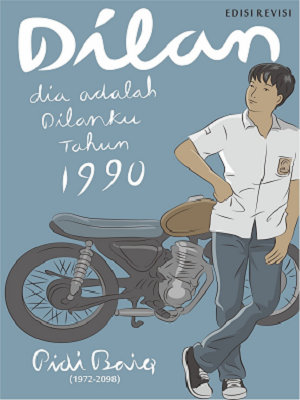 EDISI REVISI
Dilan
dia adalah
Dilanku
Tahun
1990
Pidi Baiq
(1972-2098)